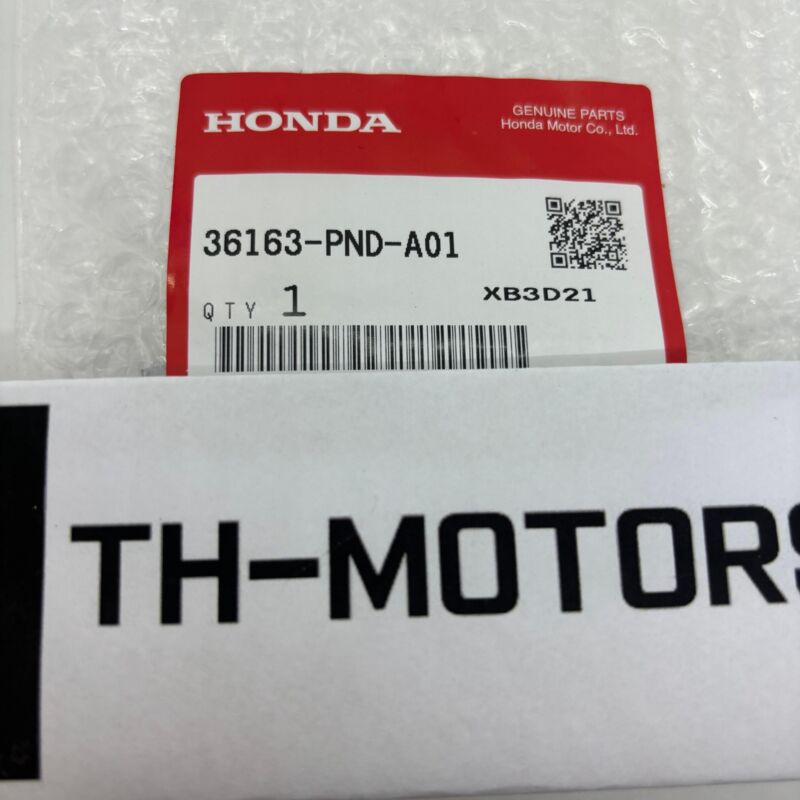 HONDA
GENUINE PARTS
Honda Motor Co., Ltd.
36163-PND-A01
QTY 1
XB3D21
TH-MOTORS